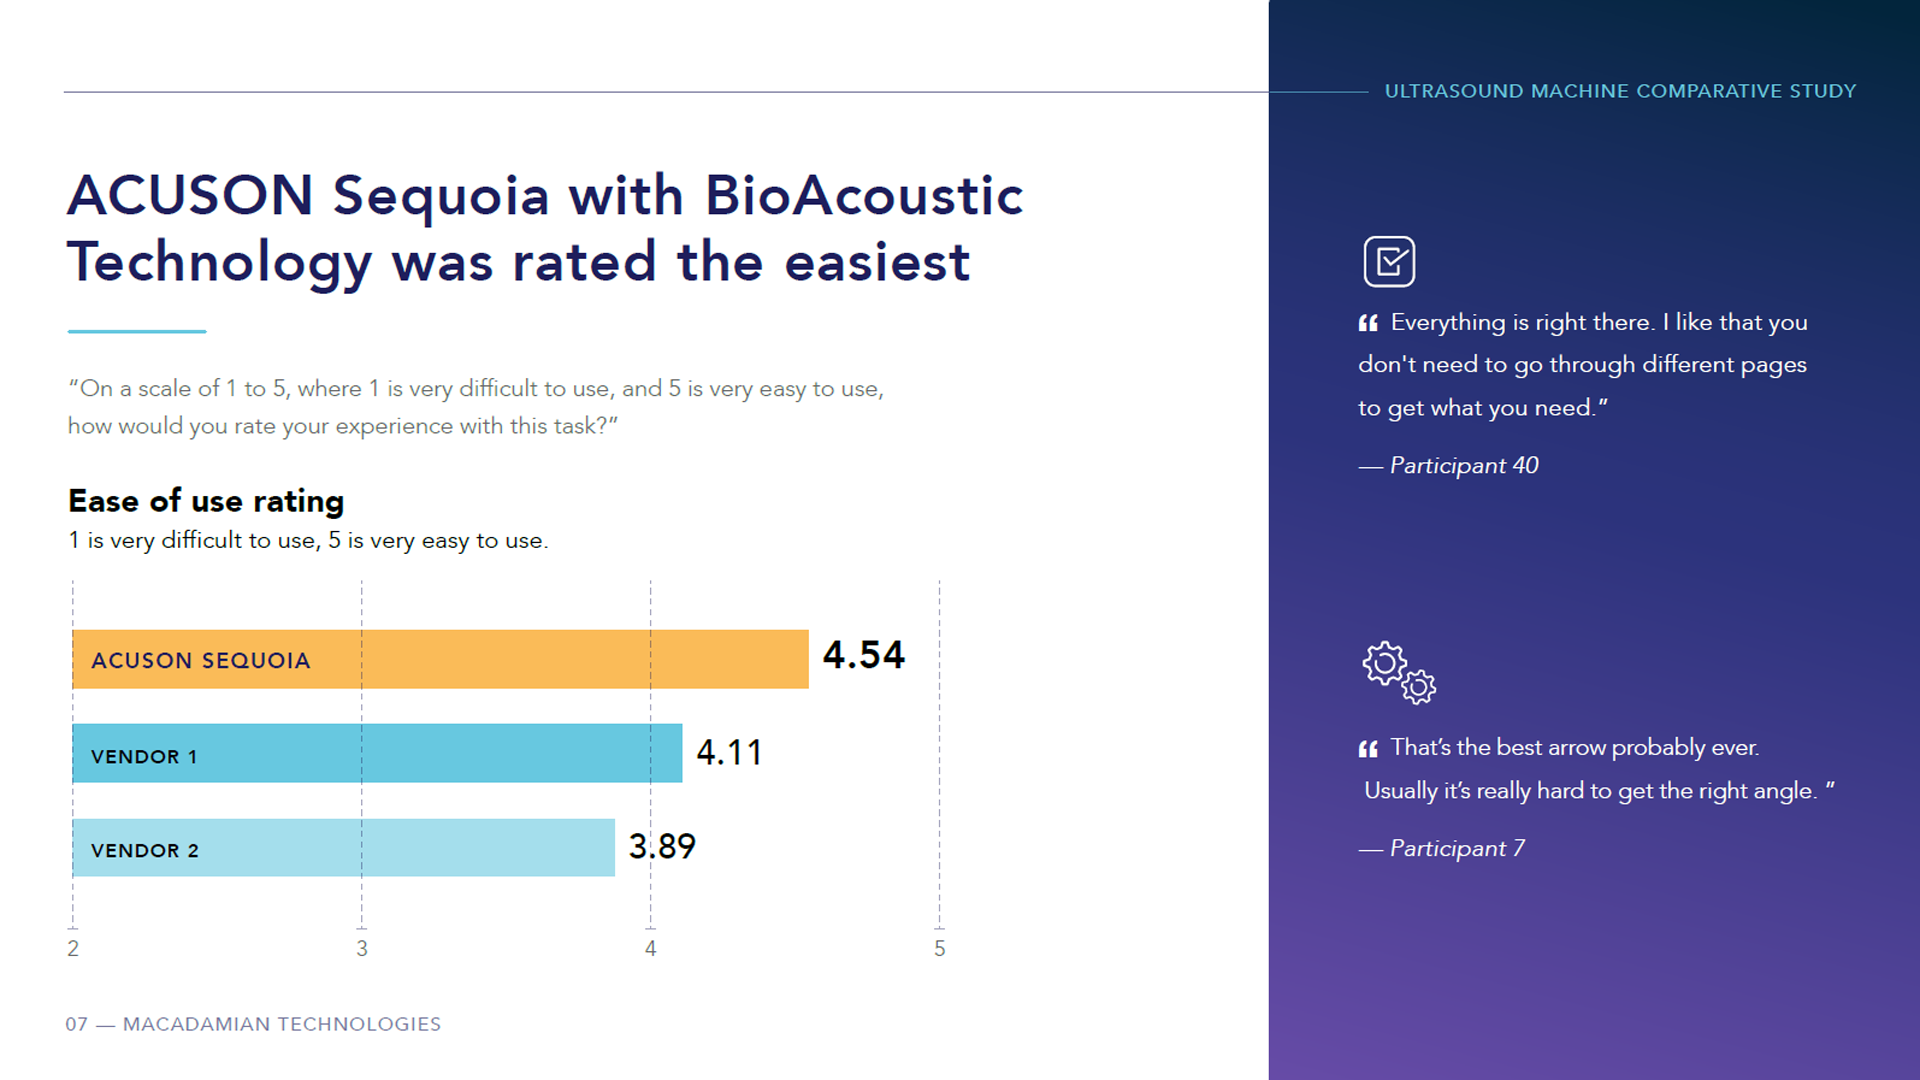 ULTRASOUND MACHINE COMPARATIVE STUDY
ACUSON Sequoia with BioAcoustic
Technology was rated the easiest
“On a scale of 1 to 5, where 1 is very difficult to use, and 5 is very easy to use,
how would you rate your experience with this task?”
Ease of use rating
1 is very difficult to use, 5 is very easy to use.
ACUSON SEQUOIA 4.54
VENDOR 1 4.11
VENDOR 2 3.89
2 3 4 5
07 — MACADAMIAN TECHNOLOGIES
“ Everything is right there. I like that you
don't need to go through different pages
to get what you need.”
— Participant 40
“ That’s the best arrow probably ever.
Usually it’s really hard to get the right angle. ”
— Participant 7